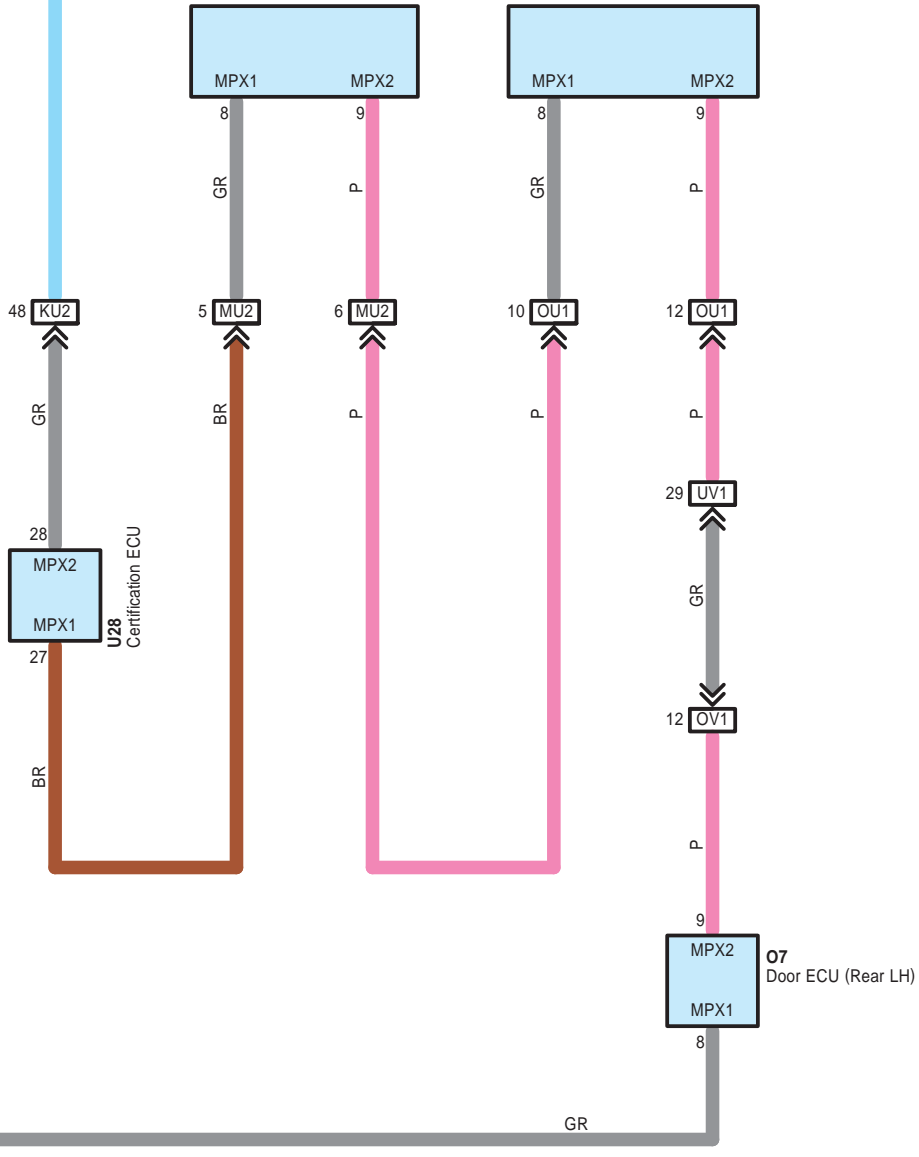 MPX1 MPX2 MPX1 MPX2
8 9 8 9
GR P GR P
48 KU2 5 MU2 6 MU2 10 OU1 12 OU1
GR BR P P P
29 UV1
28
MPX2
MPX1
27
U28
Certification ECU
GR
12 OV1
BR
P
9
MPX2
MPX1
8
O7
Door ECU (Rear LH)
GR